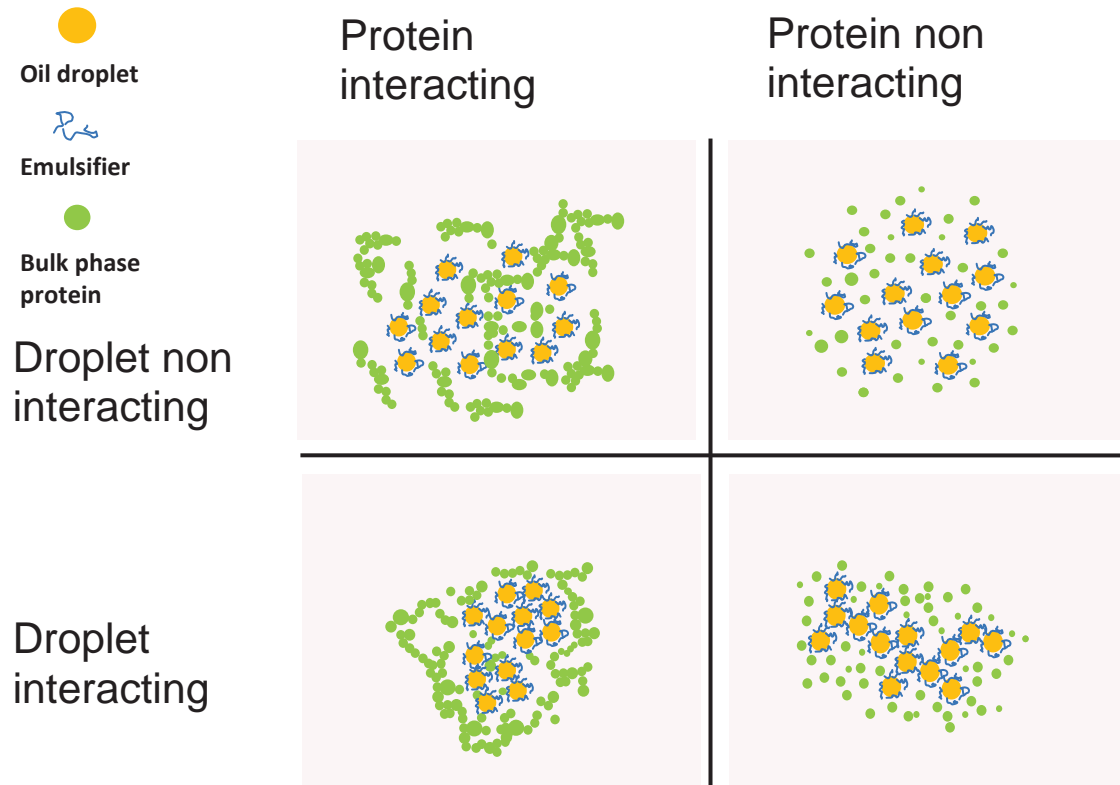 Oil droplet
Emulsifier
Bulk phase
protein
Protein
interacting
Protein non
interacting
Droplet non
interacting
Droplet
interacting